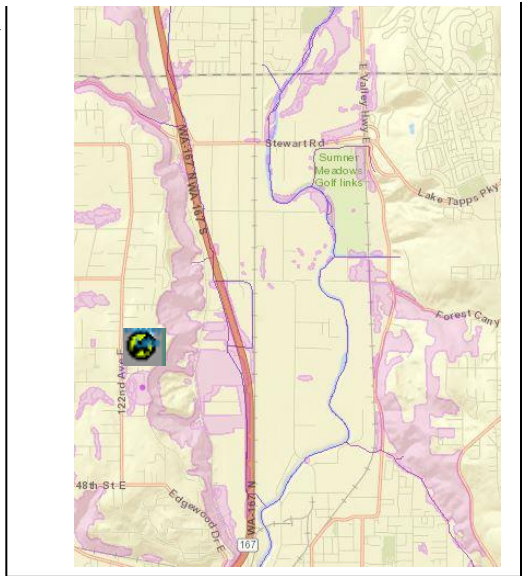 E Valley Hwy E
Stewart Rd
WA-167 N
WA 167 S
Sumner
Meadows
Golf links
Lake Tapps Pky
Forest Cany
122nd Ave E
48th St E
Edgewood Dr E
WA-167 N
167